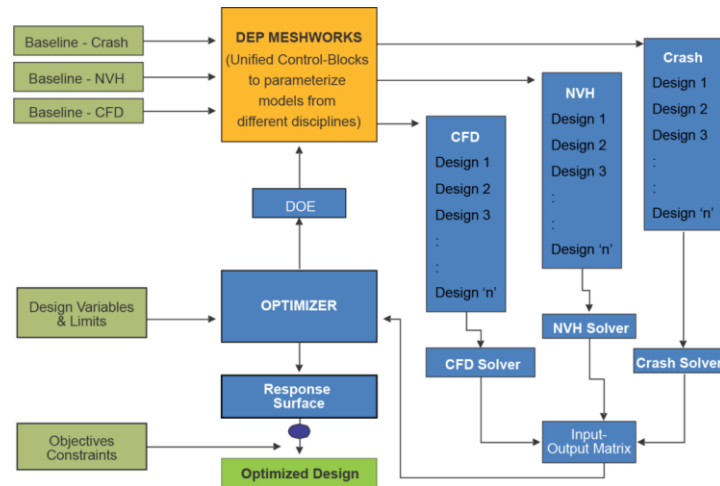 Baseline - Crash
Baseline - NVH
Baseline - CFD
DEP MESHWORKS
(Unified Control-Blocks
to parameterize
models from
different disciplines)
Crash
Design 1
Design 2
Design 3
:
:
Design ‘n’
NVH
Design 1
Design 2
Design 3
:
:
Design ‘n’
CFD
Design 1
Design 2
Design 3
:
:
Design ‘n’
DOE
Design Variables
& Limits
OPTIMIZER
NVH Solver
CFD Solver
Crash Solver
Response
Surface
Input-
Output Matrix
Objectives
Constraints
Optimized Design